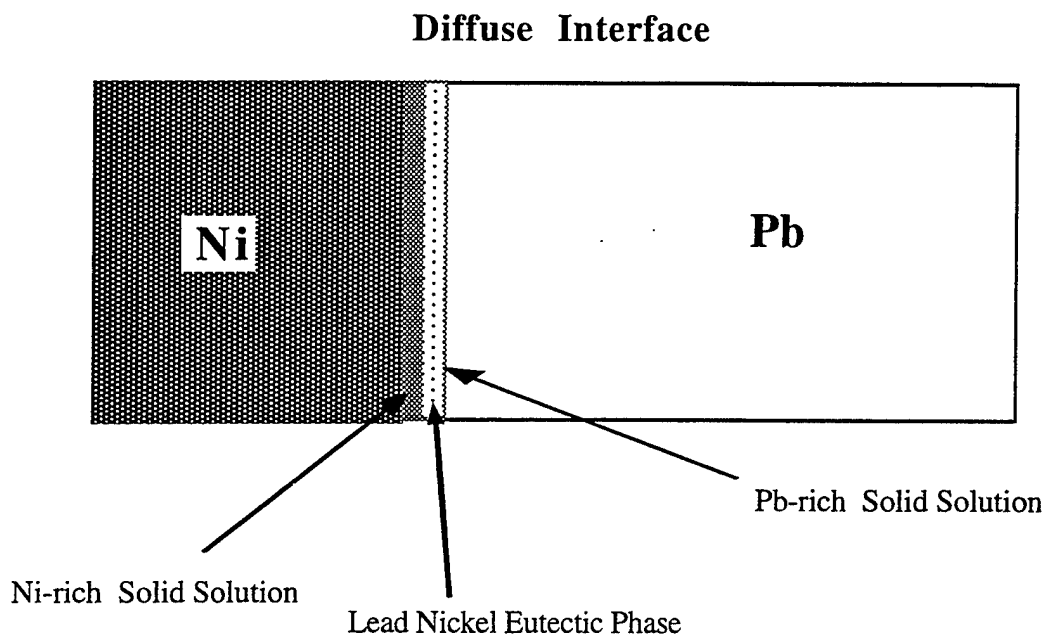 Diffuse Interface
Ni
Pb
Pb-rich Solid Solution
Ni-rich Solid Solution
Lead Nickel Eutectic Phase